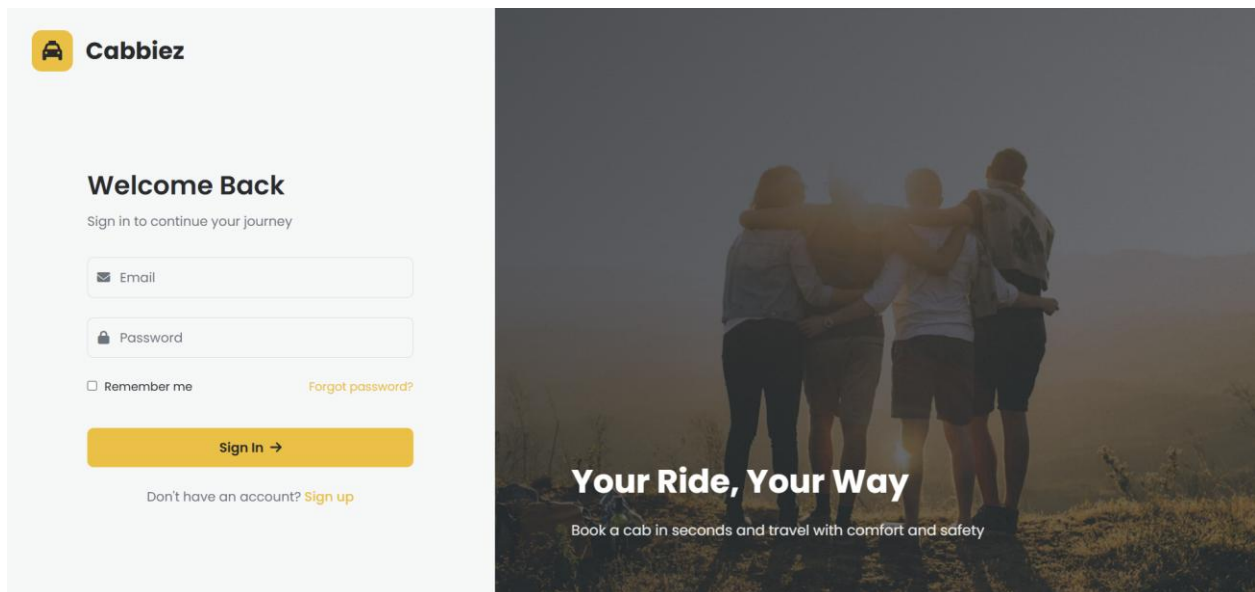 Cabbiez
Welcome Back
Sign in to continue your journey
Email
Password
Remember me
Forgot password?
Sign In →
Don't have an account? Sign up
Your Ride, Your Way
Book a cab in seconds and travel with comfort and safety